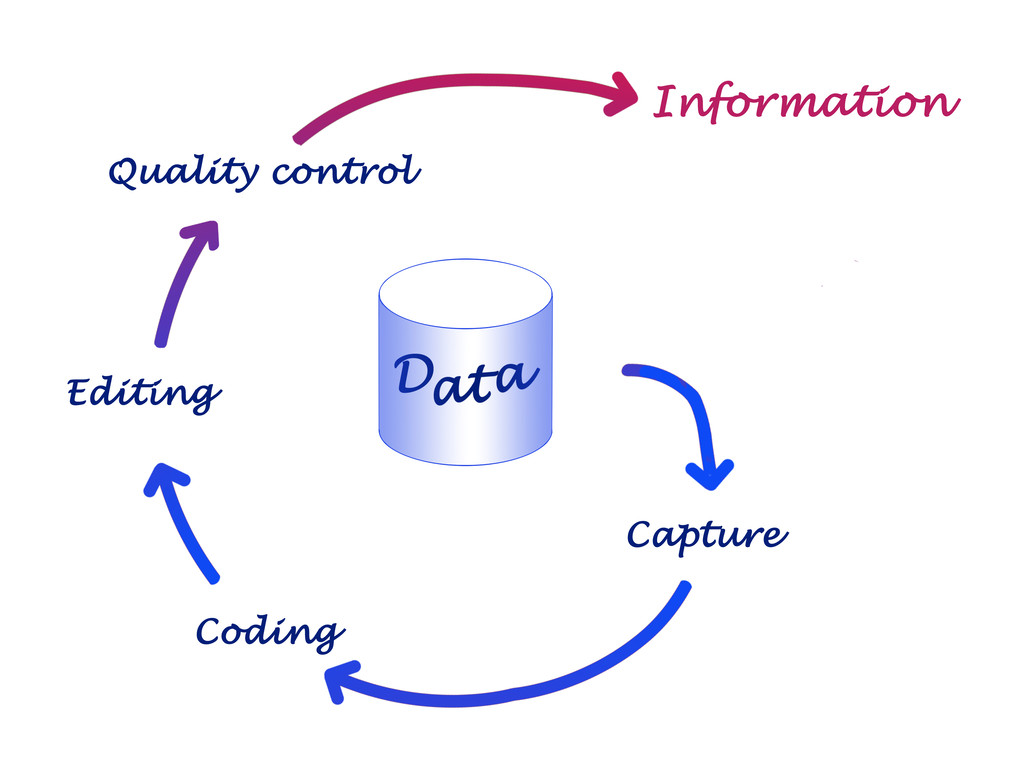 Information
Quality control
Data
Editing
Capture
Coding